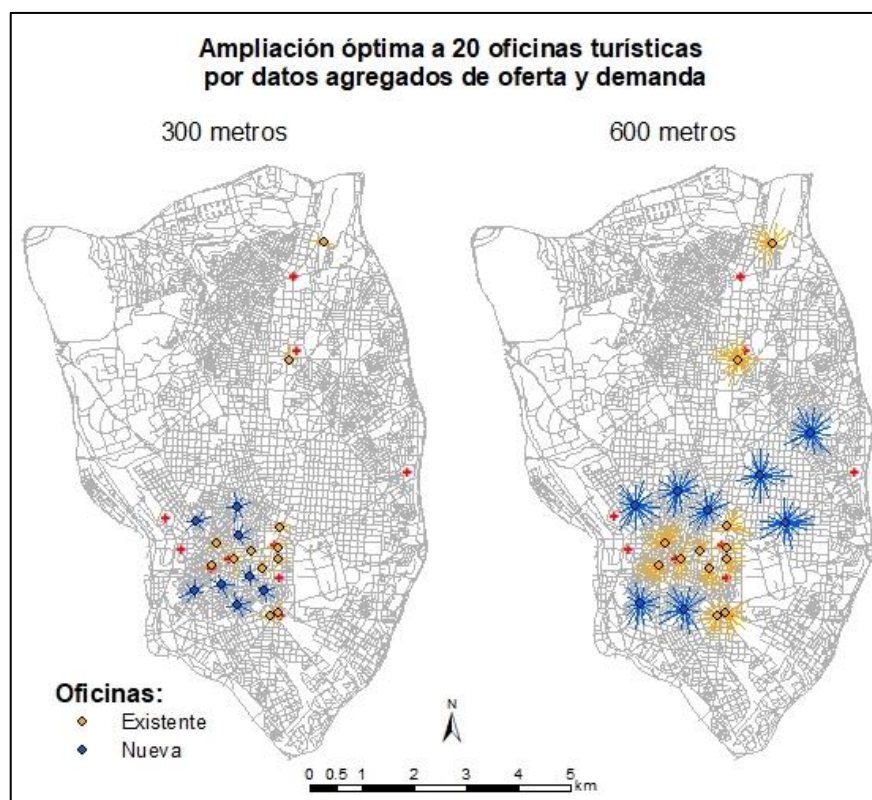 Ampliación óptima a 20 oficinas turísticas
por datos agregados de oferta y demanda
300 metros
600 metros
Oficinas:
Existente
Nueva
N
0 0.5 1 2 3 4 5
km